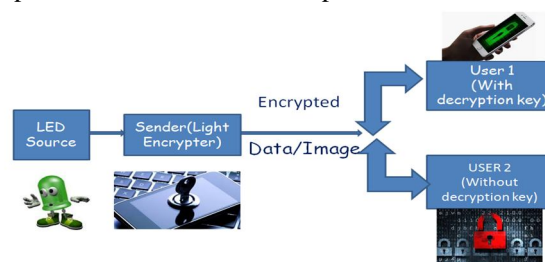 LED
Source
Sender(Light
Encrypter)
Encrypted
Data/Image
User 1
(With
decryption key)
USER 2
(Without
decryption key)